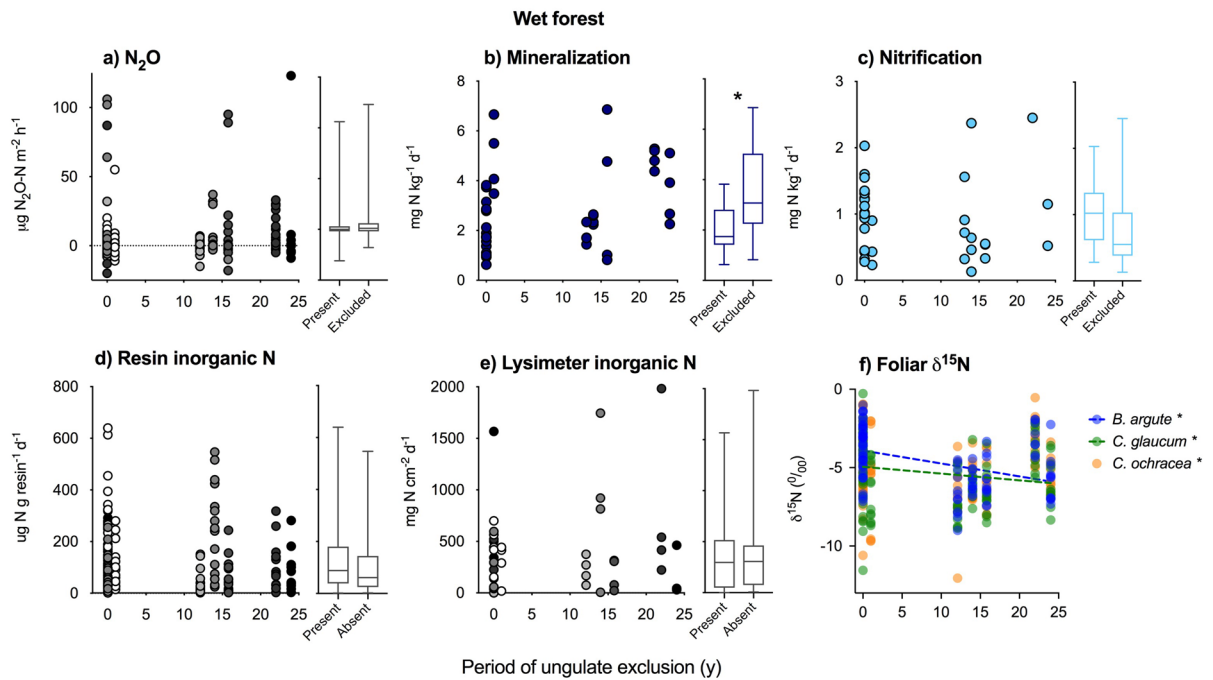 Wet forest
a) N₂O
b) Mineralization
c) Nitrification
µg N₂O-N m⁻² h⁻¹
100
50
0
0 5 10 15 20 25
Present
Excluded
mg N kg⁻¹ d⁻¹
8
6
4
2
0
0 5 10 15 20 25
*
Present
Excluded
mg N kg⁻¹ d⁻¹
3
2
1
0
0 5 10 15 20 25
Present
Excluded
d) Resin inorganic N
e) Lysimeter inorganic N
f) Foliar δ¹⁵N
ug N g resin⁻¹ d⁻¹
800
600
400
200
0
0 5 10 15 20 25
Present
Absent
mg N cm⁻² d⁻¹
2000
1500
1000
500
0
0 5 10 15 20 25
Present
Absent
δ¹⁵N (⁰/₀₀)
0
-5
-10
0 5 10 15 20 25
B. argute *
C. glaucum *
C. ochracea *
Period of ungulate exclusion (y)